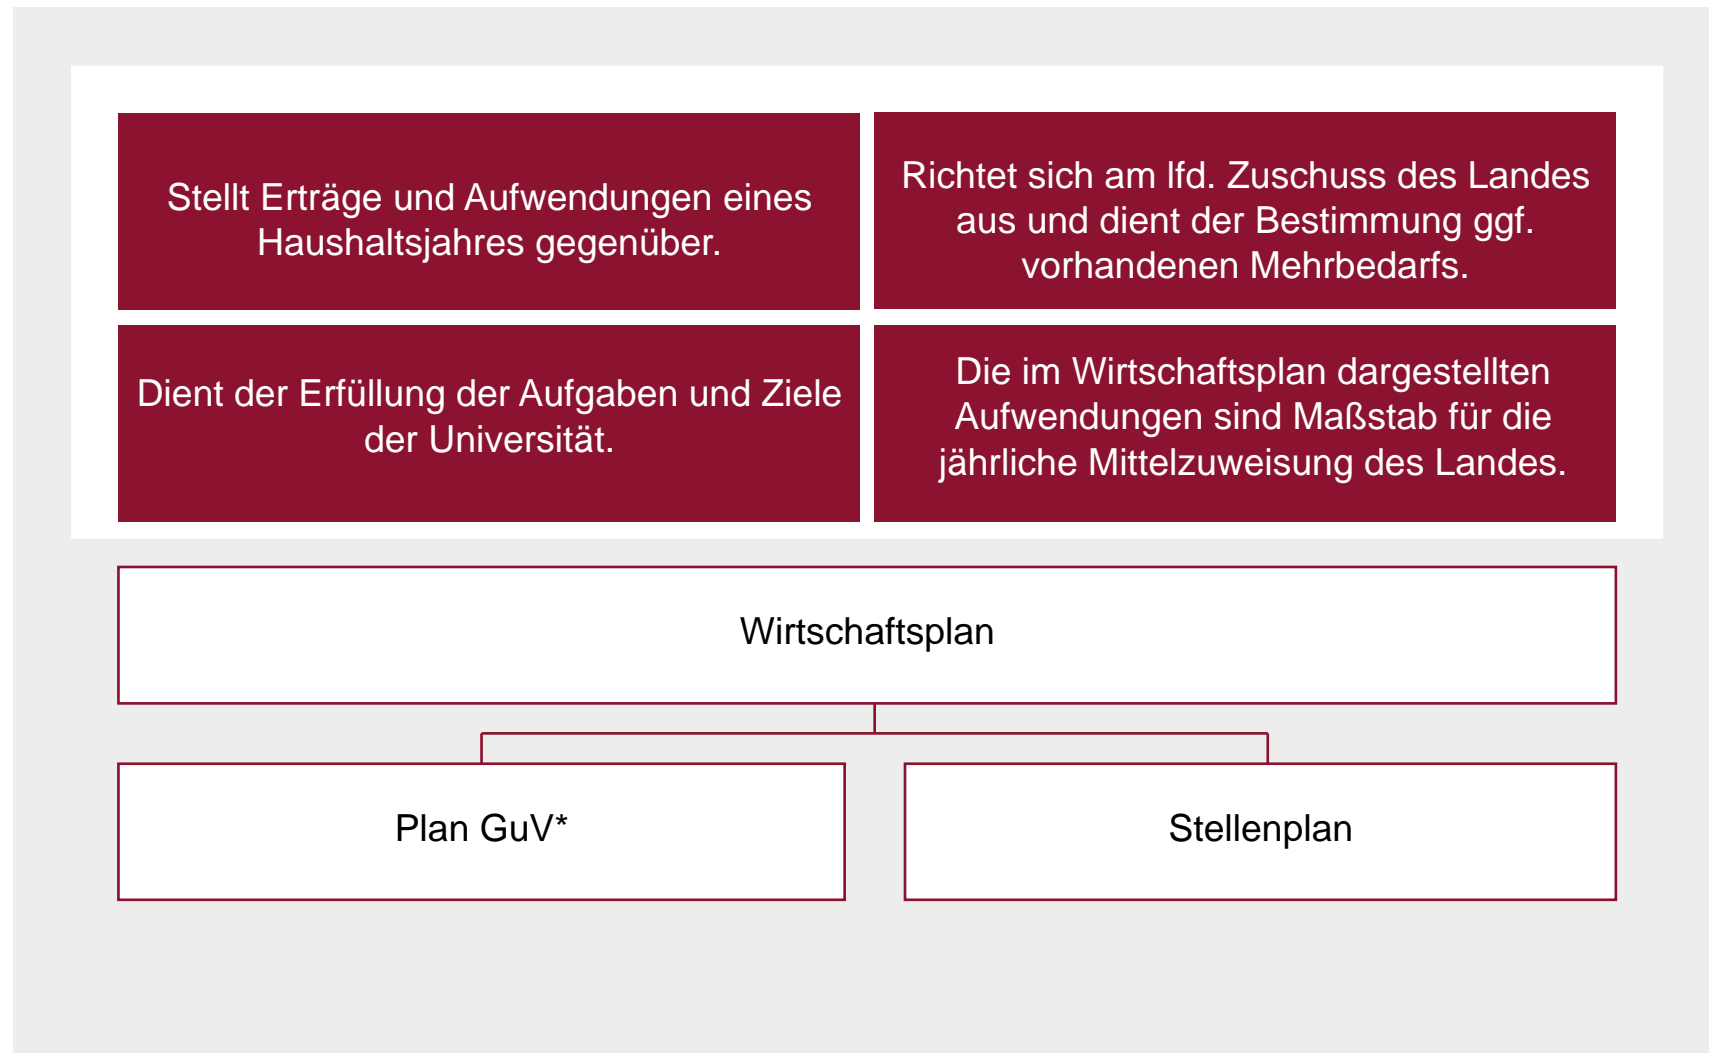 Stellt Erträge und Aufwendungen eines
Haushaltsjahres gegenüber.
Richtet sich am lfd. Zuschuss des Landes
aus und dient der Bestimmung ggf.
vorhandenen Mehrbedarfs.
Dient der Erfüllung der Aufgaben und Ziele
der Universität.
Die im Wirtschaftsplan dargestellten
Aufwendungen sind Maßstab für die
jährliche Mittelzuweisung des Landes.
Wirtschaftsplan
Plan GuV*
Stellenplan